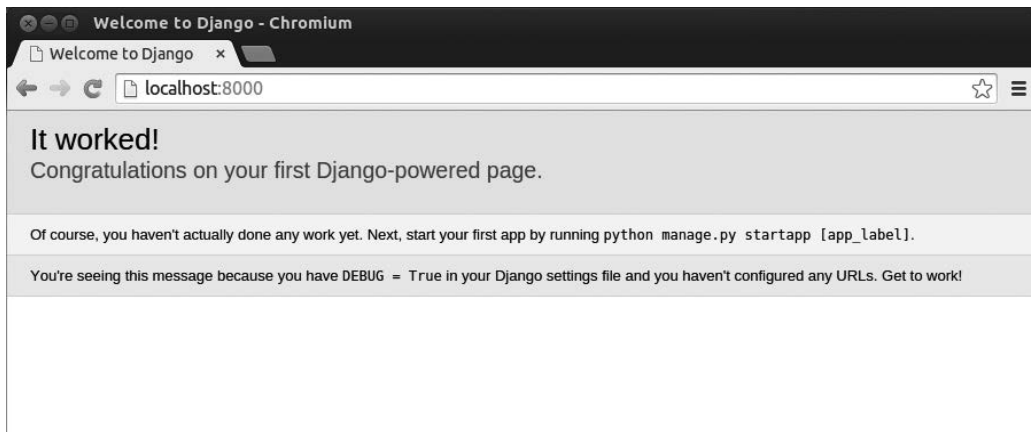 Welcome to Django - Chromium
Welcome to Django
localhost:8000
It worked!
Congratulations on your first Django-powered page.
Of course, you haven't actually done any work yet. Next, start your first app by running python manage.py startapp [app_label].
You're seeing this message because you have DEBUG = True in your Django settings file and you haven't configured any URLs. Get to work!